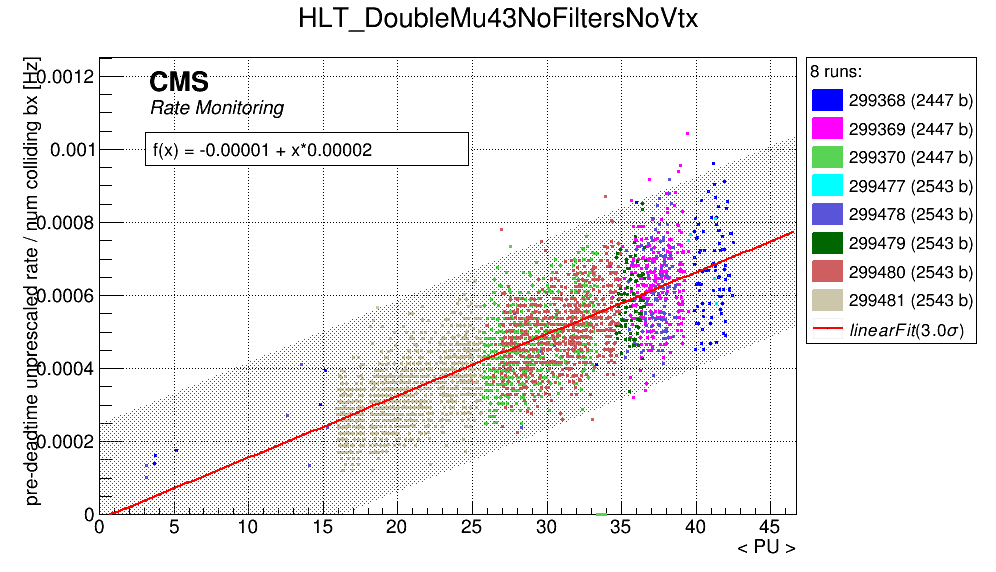 HLT_DoubleMu43NoFiltersNoVtx
pre-deadtime unprescaled rate / num colliding bx [Hz]
0.0012
0.001
0.0008
0.0006
0.0004
0.0002
0
CMS
Rate Monitoring
f(x) = -0.00001 + x*0.00002
0 5 10 15 20 25 30 35 40 45
< PU >
8 runs:
299368 (2447 b)
299369 (2447 b)
299370 (2447 b)
299477 (2543 b)
299478 (2543 b)
299479 (2543 b)
299480 (2543 b)
299481 (2543 b)
linearFit(3.0σ)